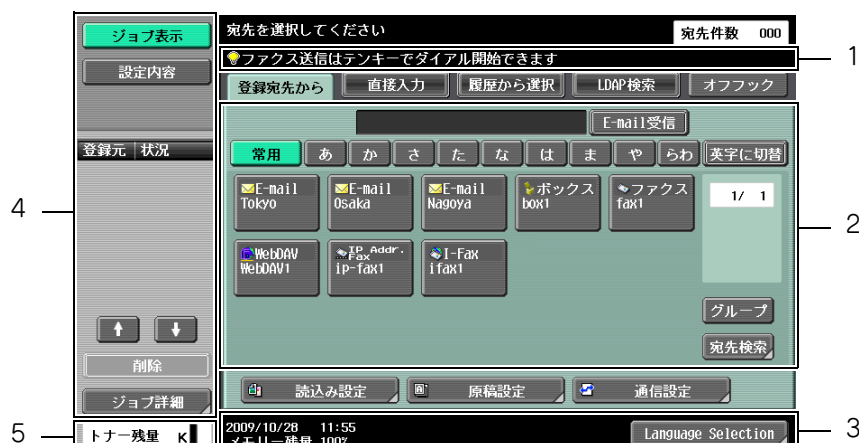 ジョブ表示
設定内容
登録元 状況
削除
ジョブ詳細
トナー残量 K
宛先を選択してください
宛先件数 000
ファクス送信はテンキーでダイアル開始できます
登録宛先から 直接入力 履歴から選択 LDAP検索 オフフック
E-mail受信
常用 あ か さ た な は ま や らわ 英字に切替
E-mail E-mail E-mail ボックス ファクス
Tokyo Osaka Nagoya box1 fax1
1/ 1
WebDAV IP Addr. Fax I-Fax
WebDAV1 ip-fax1 ifax1
グループ
宛先検索
読込み設定 原稿設定 通信設定
2009/10/28 11:55
メモリー残量 100%
Language Selection
1
2
3
4
5